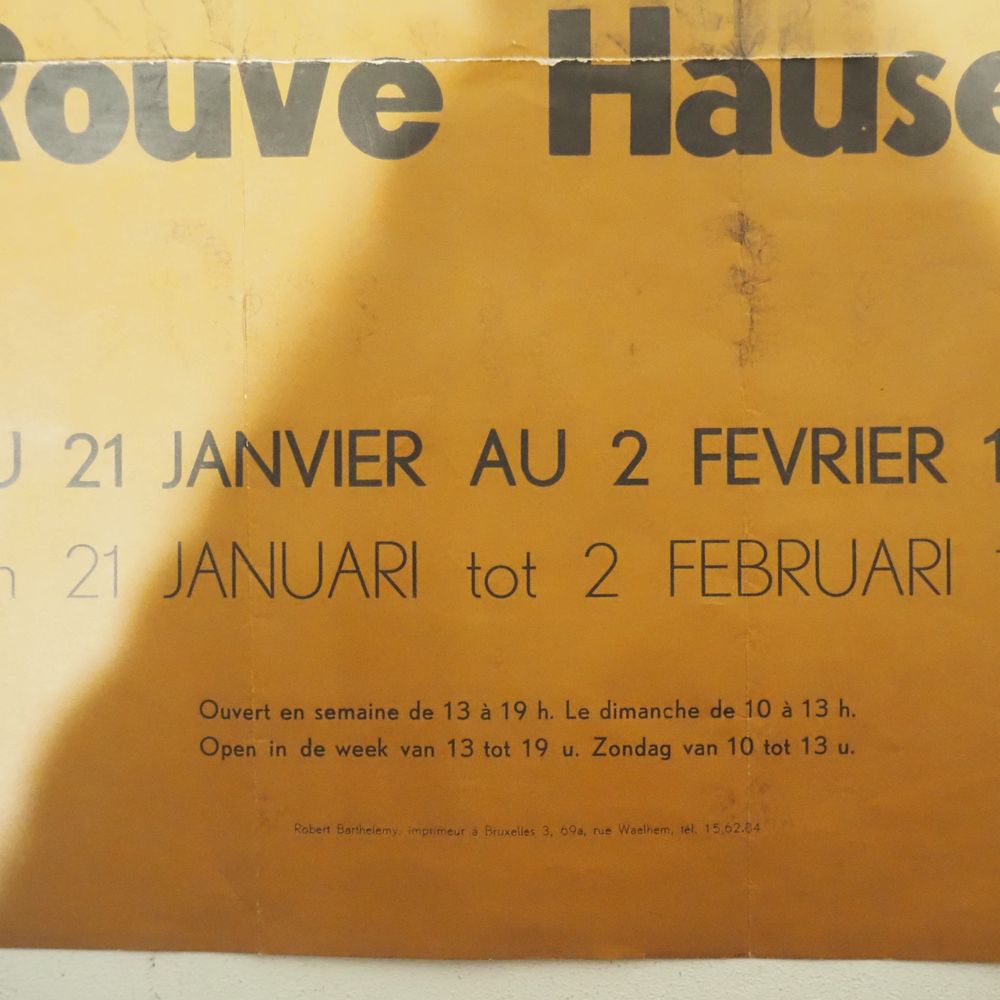 Rouve Hause
U 21 JANVIER AU 2 FEVRIER 1
n 21 JANUARI tot 2 FEBRUARI 1
Ouvert en semaine de 13 à 19 h. Le dimanche de 10 à 13 h.
Open in de week van 13 tot 19 u. Zondag van 10 tot 13 u.
Robert Barthelemy, imprimeur à Bruxelles 3, 69a, rue Waelhem, tél. 15.62.84